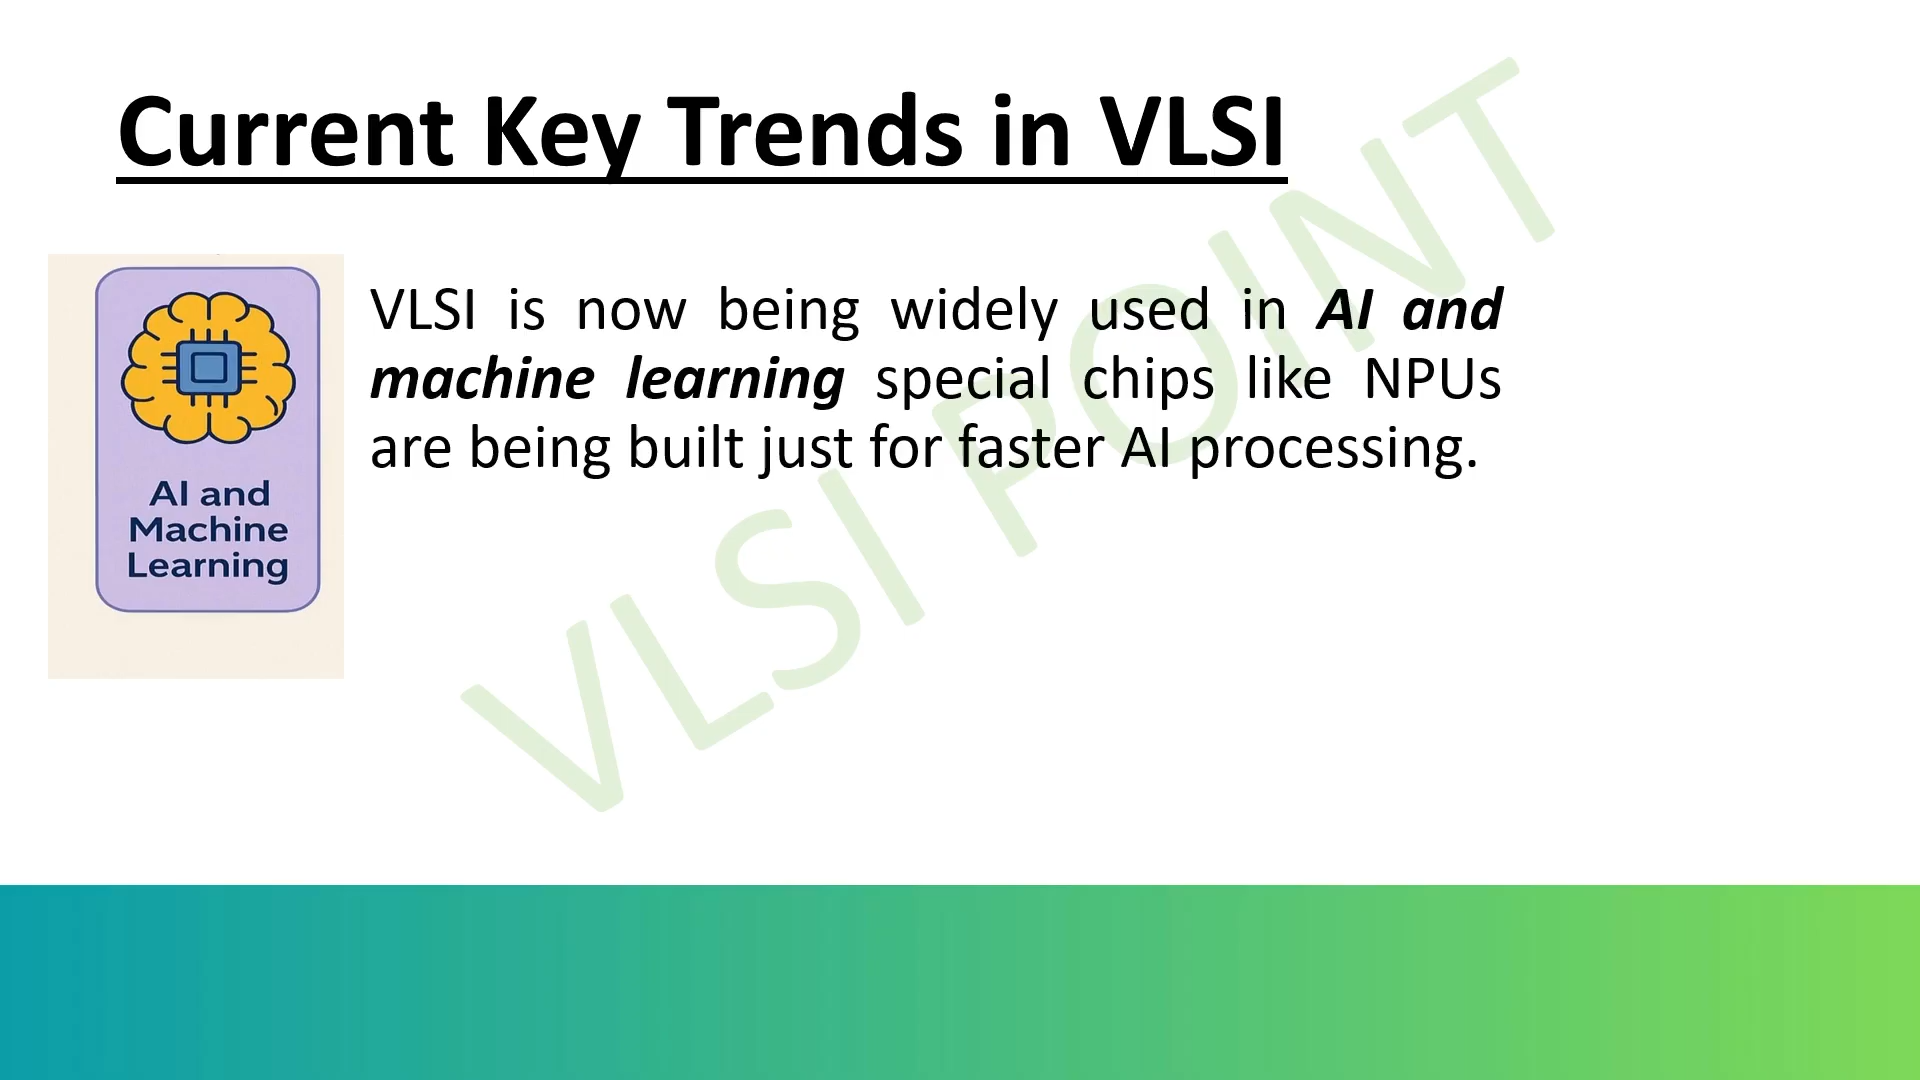 Current Key Trends in VLSI
AI and
Machine
Learning
VLSI is now being widely used in AI and
machine learning special chips like NPUs
are being built just for faster AI processing.
VLSI POINT